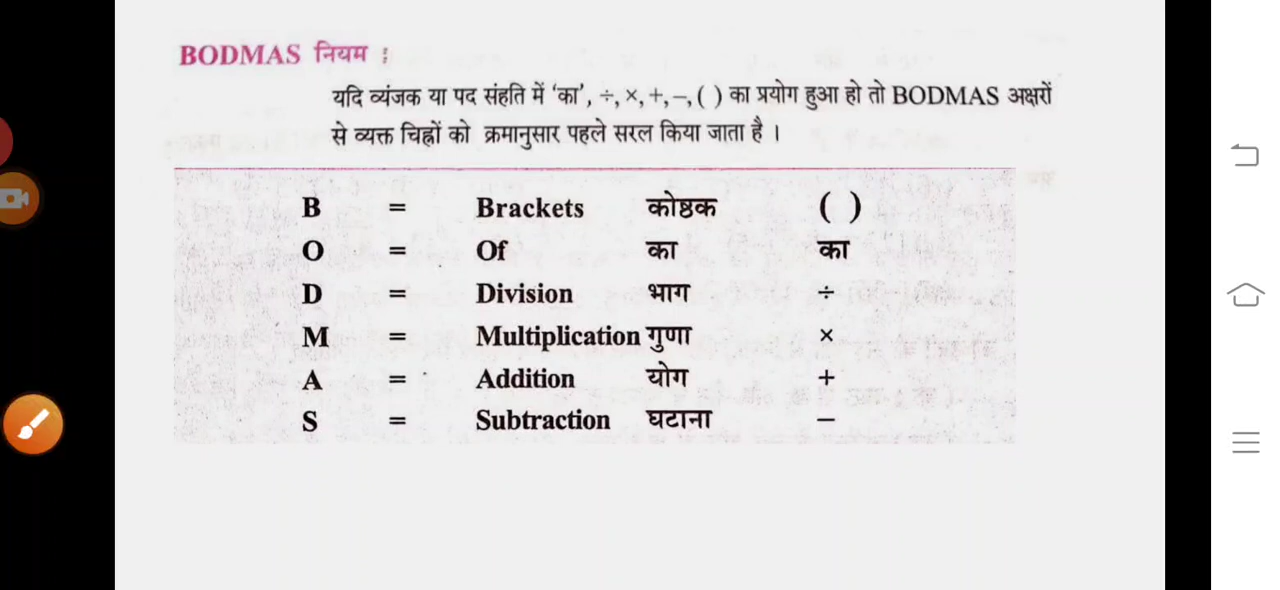 BODMAS नियम :
यदि व्यंजक या पद संहति में ‘का’, ÷, ×, +, –, ( ) का प्रयोग हुआ हो तो BODMAS अक्षरों
से व्यक्त चिह्नों को क्रमानुसार पहले सरल किया जाता है ।
B = Brackets कोष्ठक ( )
O = Of का का
D = Division भाग ÷
M = Multiplication गुणा ×
A = Addition योग +
S = Subtraction घटाना –